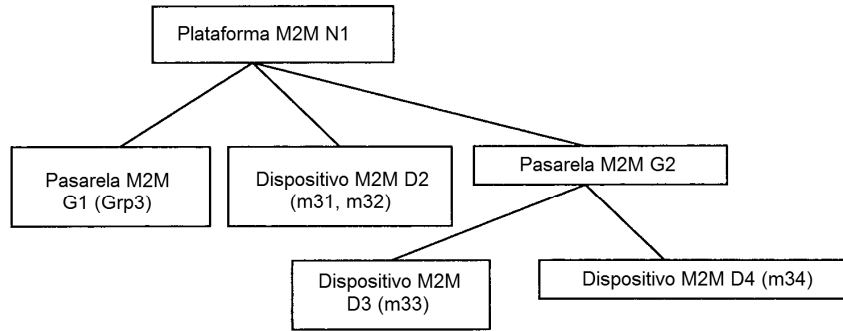 Plataforma M2M N1
Pasarela M2M
G1 (Grp3)
Dispositivo M2M D2
(m31, m32)
Pasarela M2M G2
Dispositivo M2M
D3 (m33)
Dispositivo M2M D4 (m34)